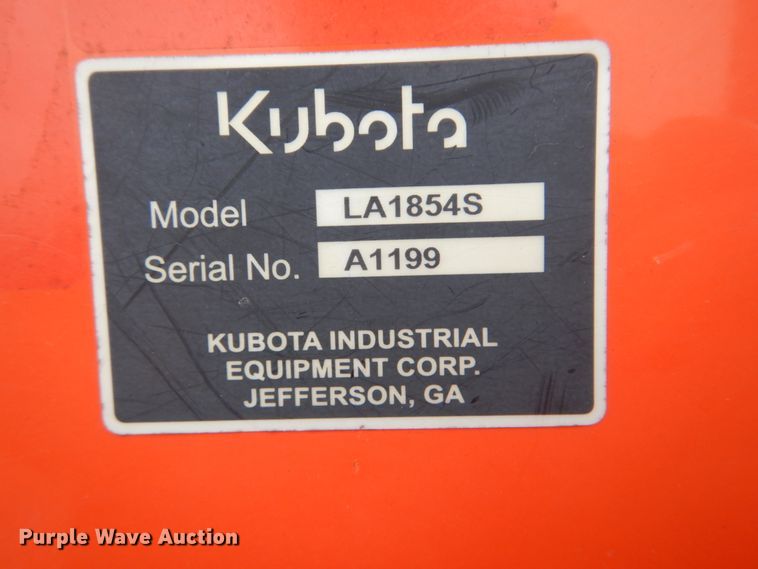 Kubota
Model LA1854S
Serial No. A1199
KUBOTA INDUSTRIAL
EQUIPMENT CORP.
JEFFERSON, GA
Purple Wave Auction